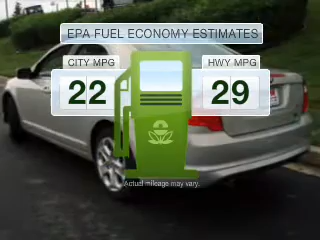 EPA FUEL ECONOMY ESTIMATES
CITY MPG
HWY MPG
22
29
Actual mileage may vary.